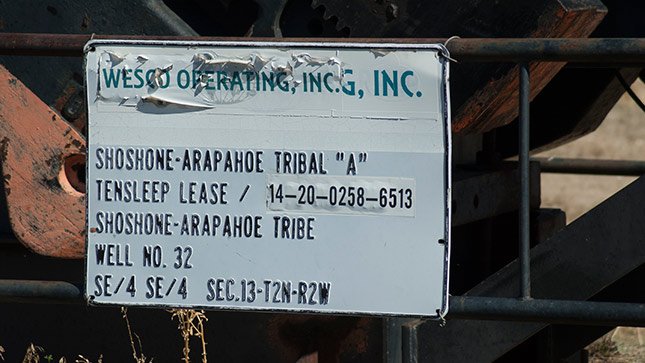 WESCO OPERATING, INC.G, INC.
SHOSHONE-ARAPAHOE TRIBAL "A"
TENSLEEP LEASE / 14-20-0258-6513
SHOSHONE-ARAPAHOE TRIBE
WELL NO. 32
SE/4 SE/4 SEC.13-T2N-R2W